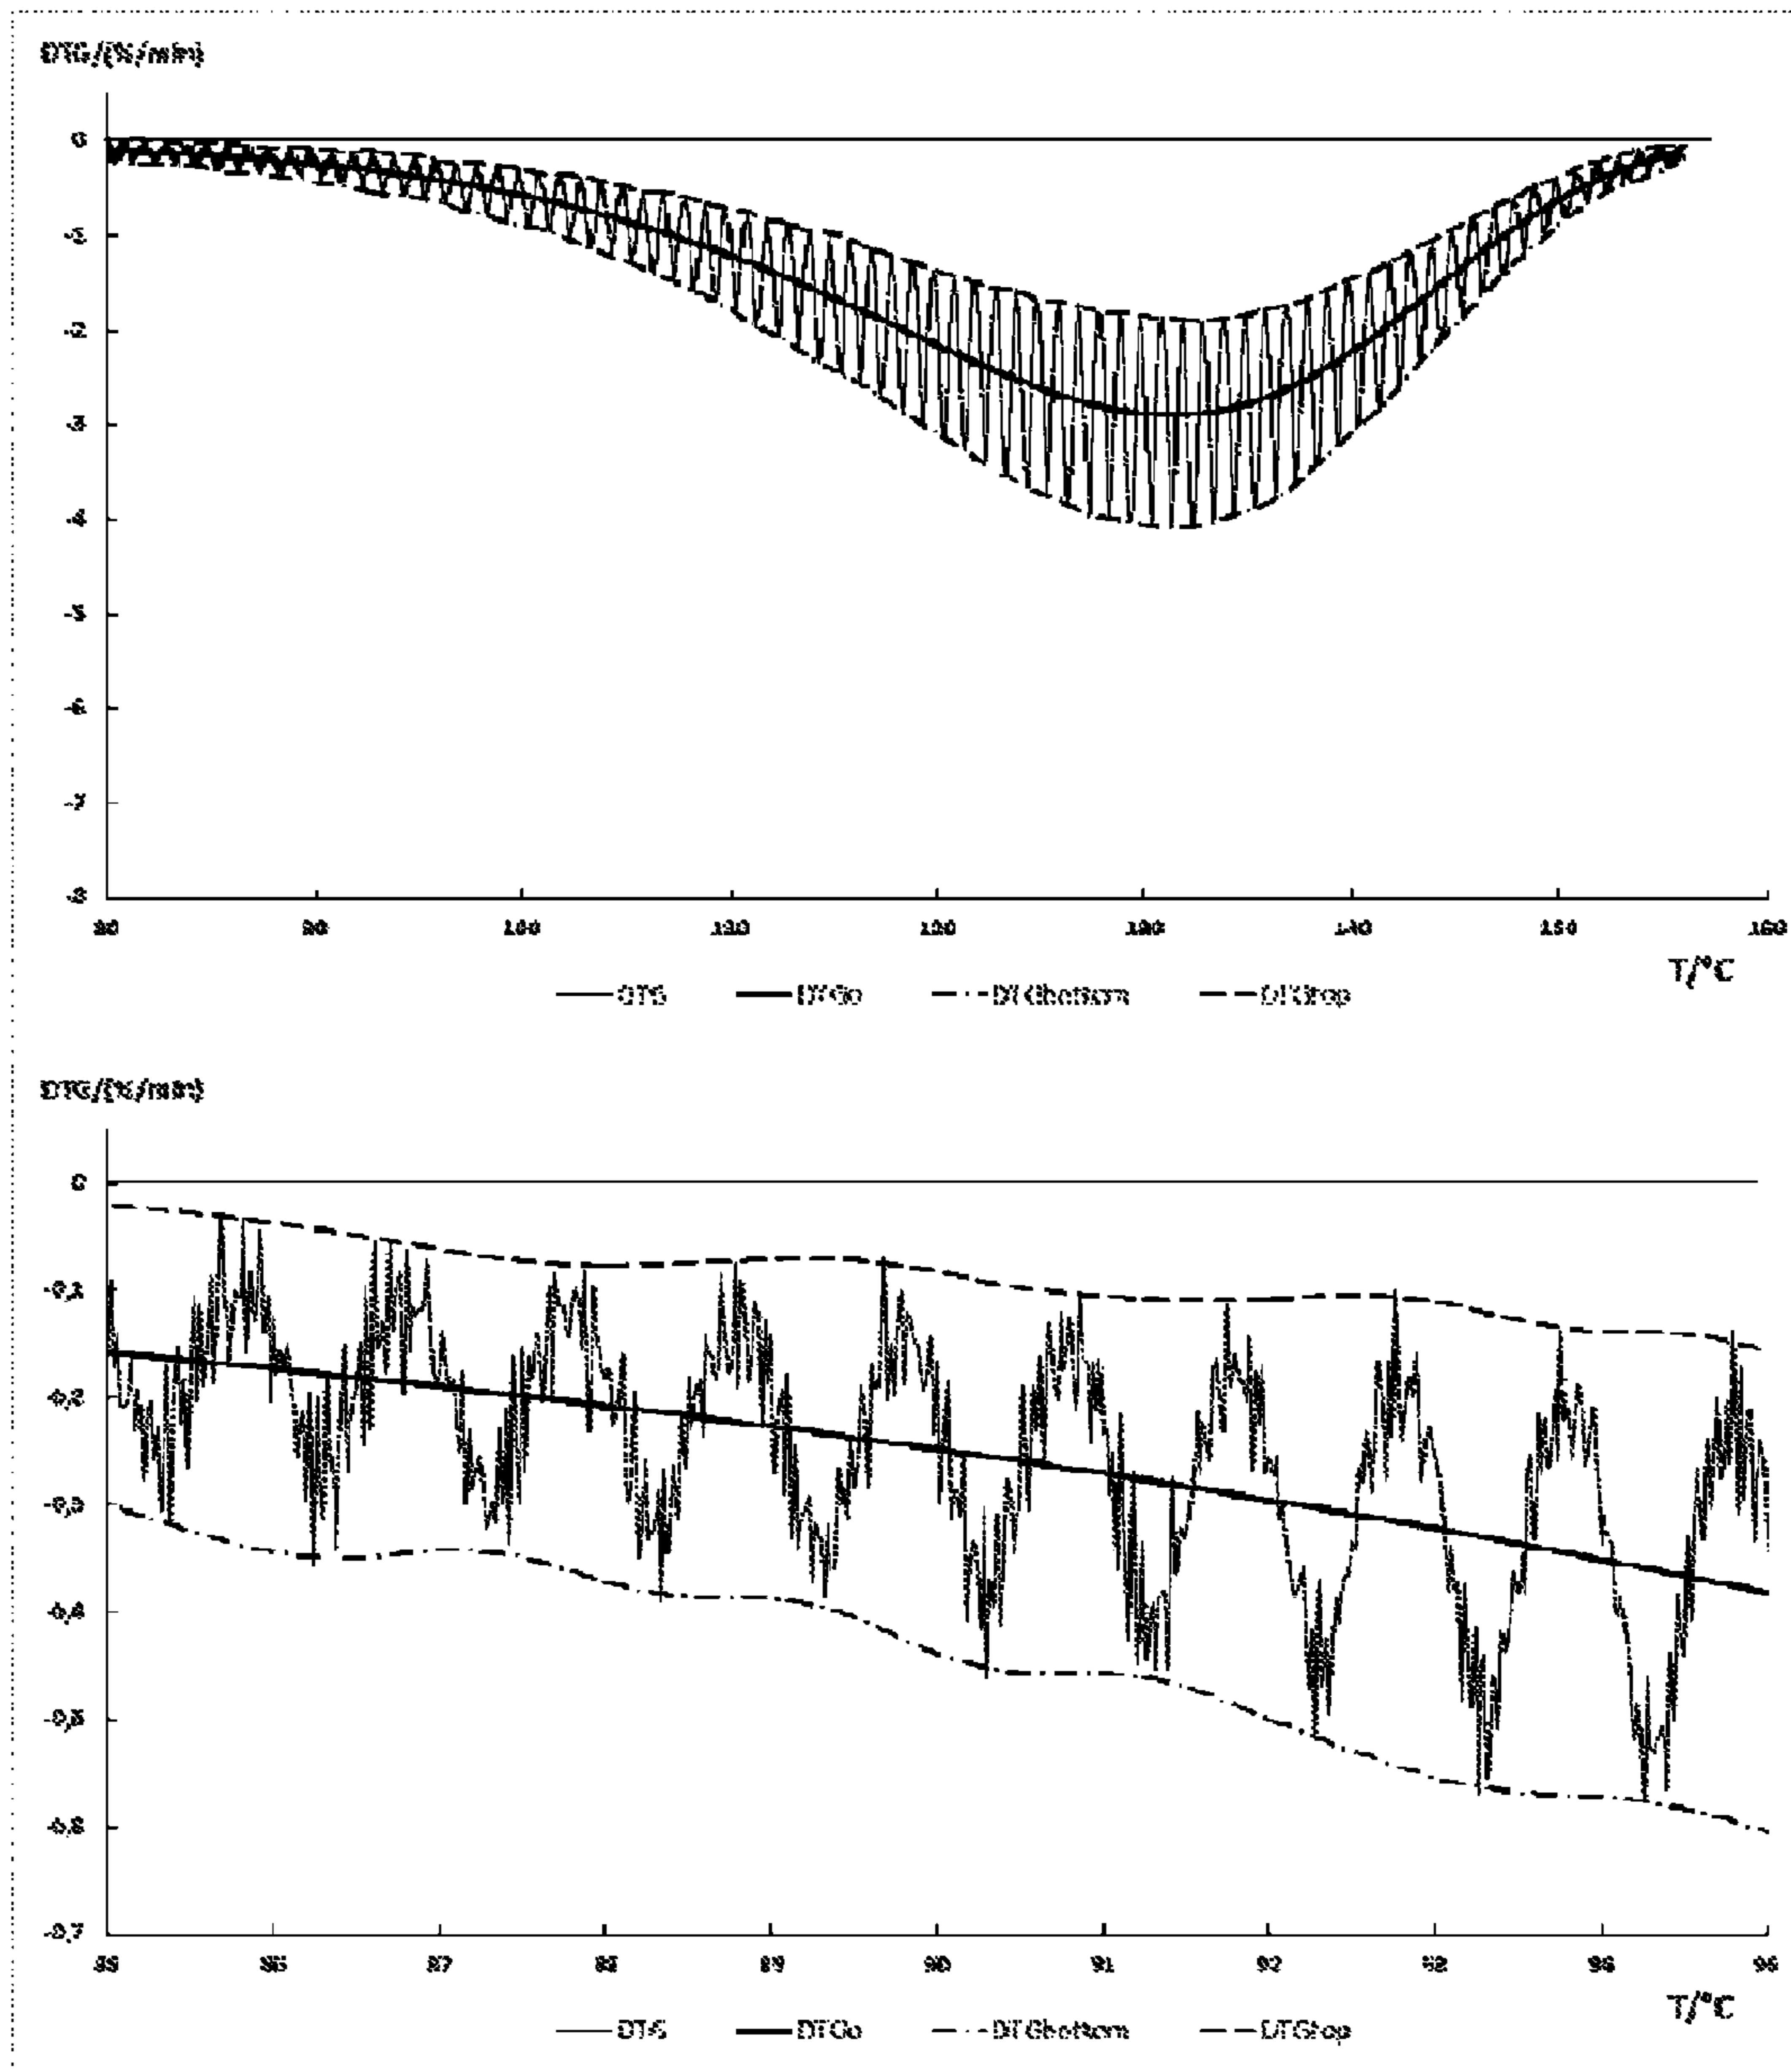 DTG/(%/min)
0
-1
-2
-3
-4
-5
-6
-7
-8
80 90 100 110 120 130 140 150 160
T/°C
DTG DTGo DTGbottom DTGtop
DTG/(%/min)
0
-0,1
-0,2
-0,3
-0,4
-0,5
-0,6
-0,7
85 86 87 88 89 90 91 92 93 94 95
T/°C
DTG DTGo DTGbottom DTGtop